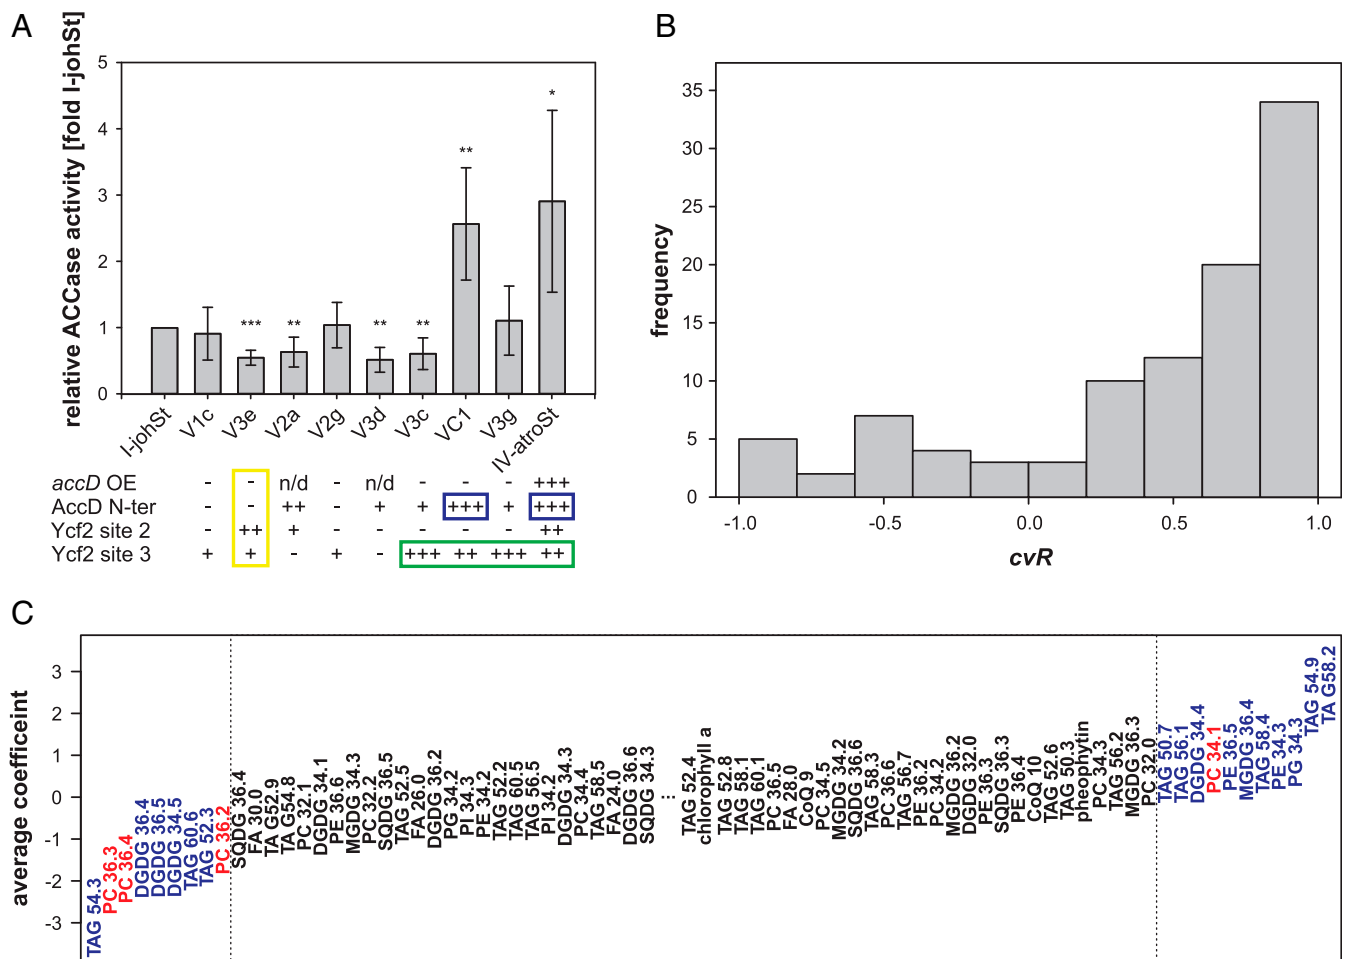 A
relative ACCase activity [fold I-johSt]
5
4
3
2
1
0
***
**
**
**
**
*
I-johSt
V1c
V3e
V2a
V2g
V3d
V3c
VC1
V3g
IV-atroSt
accD OE - - n/d - n/d - - - +++
AccD N-ter - - ++ - + + +++ + +++
Ycf2 site 2 - ++ + - - - - - ++
Ycf2 site 3 + + - + - +++ ++ +++ ++
B
frequency
35
30
25
20
15
10
5
0
-1.0
-0.5
0.0
0.5
1.0
cvR
C
average coefficeint
3
2
1
0
-1
-2
-3
TAG 54.3
PC 36.3
PC 36.4
DGDG 36.4
DGDG 36.5
DGDG 34.5
TAG 60.6
TAG 52.3
PC 36.2
SQDG 36.4
FA 30.0
TA G52.9
TA G54.8
PC 32.1
DGDG 34.1
PE 36.6
MGDG 34.3
PC 32.2
SQDG 36.5
TAG 52.5
FA 26.0
DGDG 36.2
PG 34.2
PI 34.3
PE 34.2
TAG 52.2
TAG 60.5
TAG 56.5
PI 34.2
DGDG 34.3
PC 34.4
TAG 58.5
FA 24.0
DGDG 36.6
SQDG 34.3
...
TAG 52.4
chlorophyll a
TAG 52.8
TAG 58.1
TAG 60.1
PC 36.5
FA 28.0
CoQ 9
PC 34.5
MGDG 34.2
SQDG 36.6
TAG 58.3
PC 36.6
TAG 56.7
PE 36.2
PC 34.2
MGDG 36.2
DGDG 32.0
PE 36.3
SQDG 36.3
PE 36.4
CoQ 10
TAG 52.6
TAG 50.3
pheophytin
PC 34.3
TAG 56.2
MGDG 36.3
PC 32.0
TAG 50.7
TAG 56.1
DGDG 34.4
PC 34.1
PE 36.5
MGDG 36.4
TAG 58.4
PE 34.3
PG 34.3
TAG 54.9
TA G58.2